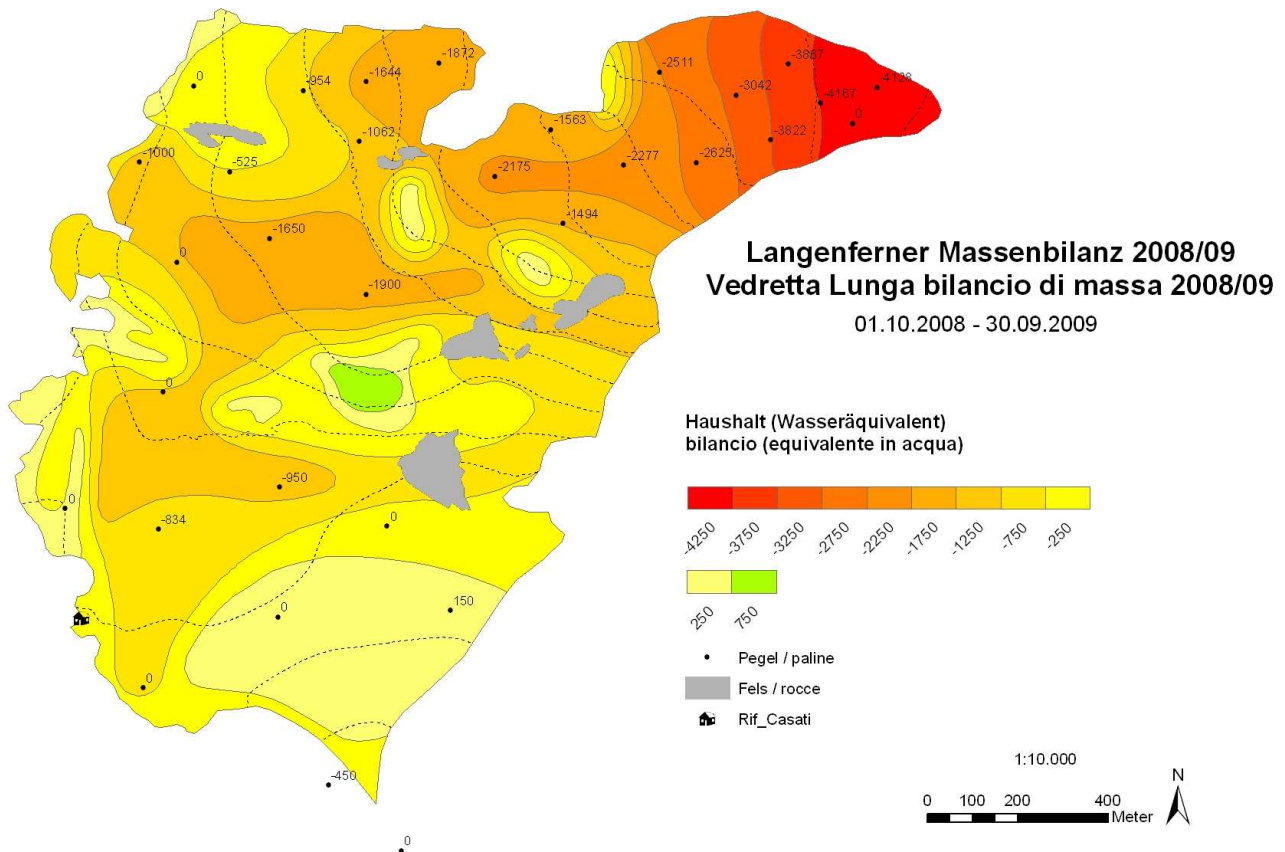 -1872
0
-1644
-954
-2511
-3887
-4128
-3042
-4167
0
-1563
-1062
-3822
-1000
-525
-2175
-2277
-2625
-1494
-1650
0
-1900
0
-950
0
-834
0
0
150
0
-450
0
Langenferner Massenbilanz 2008/09
Vedretta Lunga bilancio di massa 2008/09
01.10.2008 - 30.09.2009
Haushalt (Wasseräquivalent)
bilancio (equivalente in acqua)
-4250 -3750 -3250 -2750 -2250 -1750 -1250 -750 -250
250 750
Pegel / paline
Fels / rocce
Rif_Casati
1:10.000
N
0 100 200 400
Meter